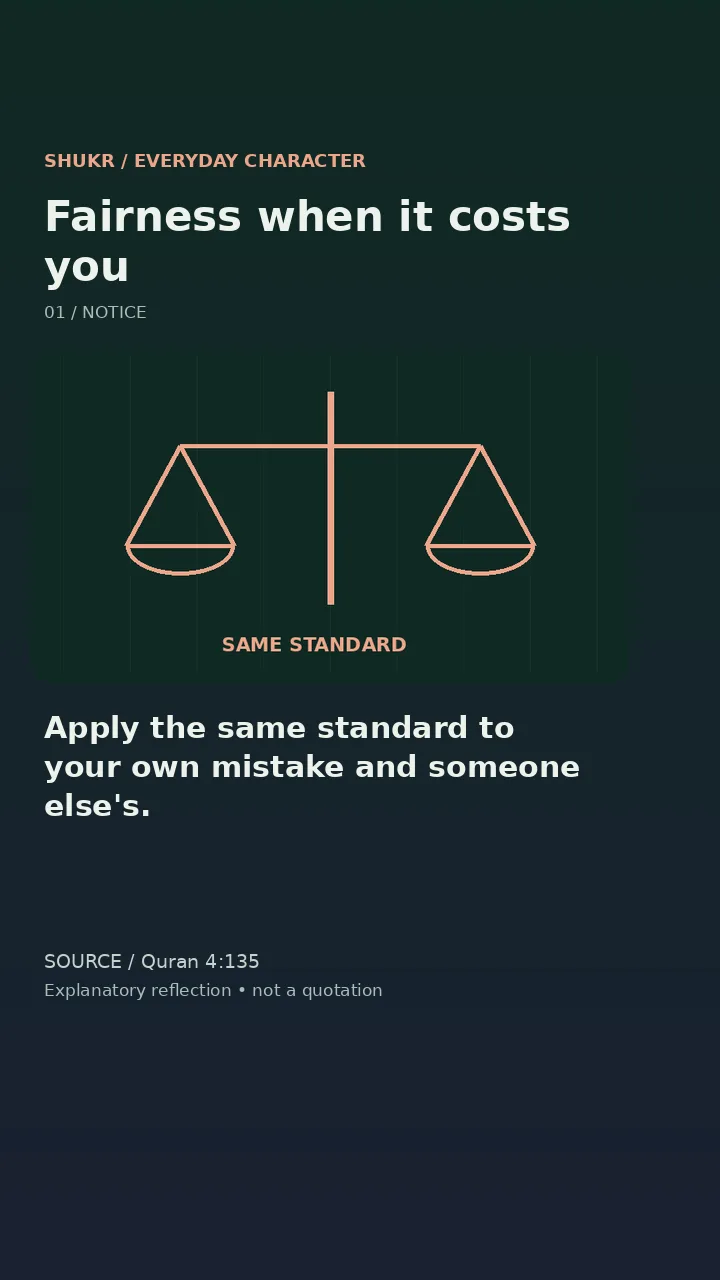 SHUKR / EVERYDAY CHARACTER
Fairness when it costs
you
01 / NOTICE
SAME STANDARD
Apply the same standard to
your own mistake and someone
else's.
SOURCE / Quran 4:135
Explanatory reflection • not a quotation